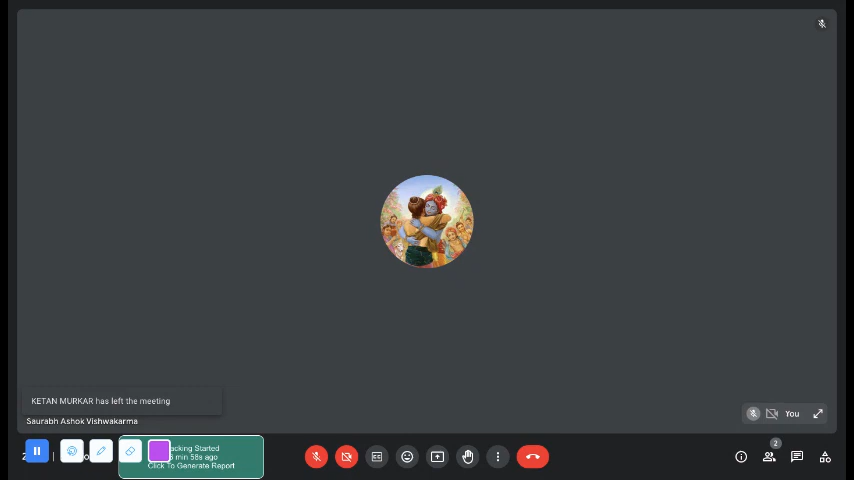 KETAN MURKAR has left the meeting
You
Saurabh Ashok Vishwakarma
Started
min 58s ago
Click To Generate Report
2